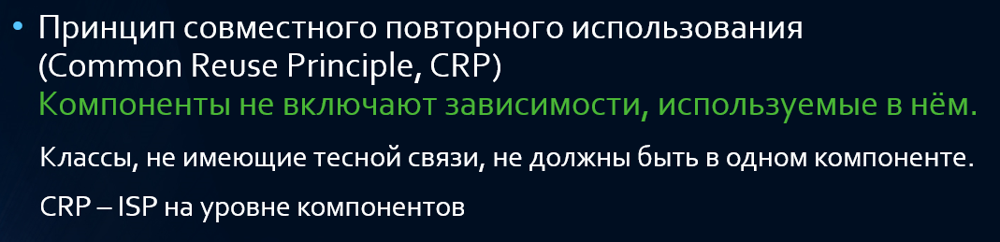 • Принцип совместного повторного использования
(Common Reuse Principle, CRP)
Компоненты не включают зависимости, используемые в нём.
Классы, не имеющие тесной связи, не должны быть в одном компоненте.
CRP – ISP на уровне компонентов